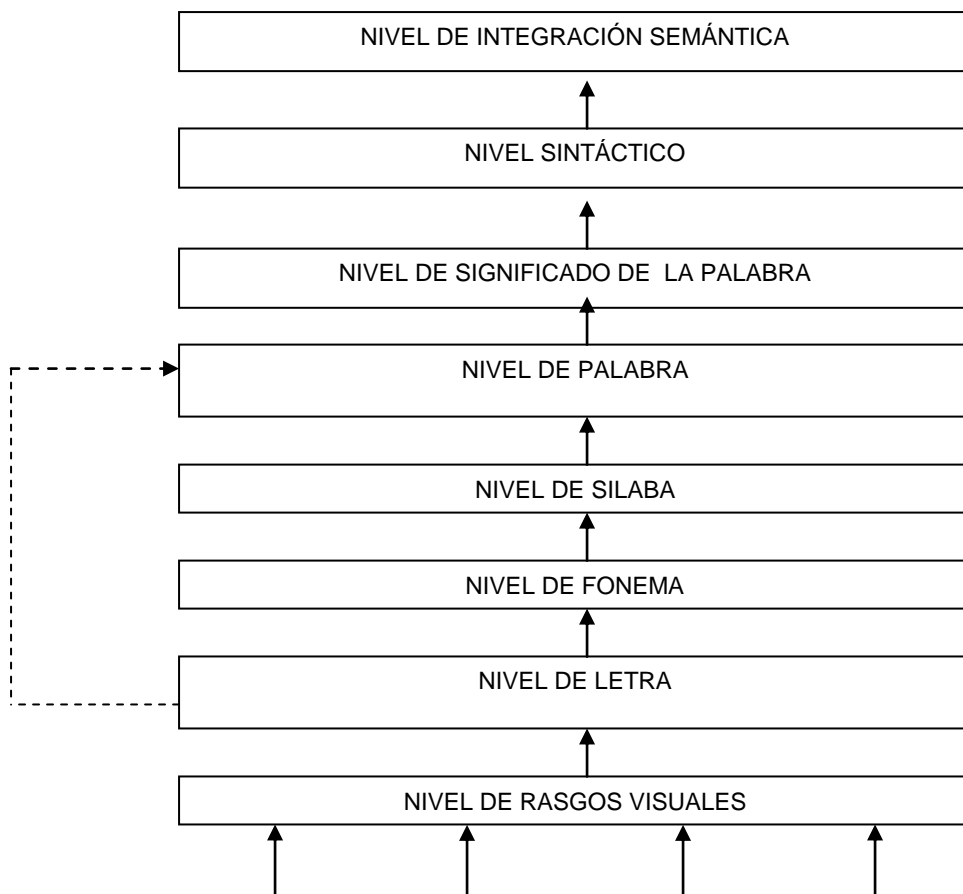 NIVEL DE INTEGRACIÓN SEMÁNTICA
NIVEL SINTÁCTICO
NIVEL DE SIGNIFICADO DE LA PALABRA
NIVEL DE PALABRA
NIVEL DE SILABA
NIVEL DE FONEMA
NIVEL DE LETRA
NIVEL DE RASGOS VISUALES